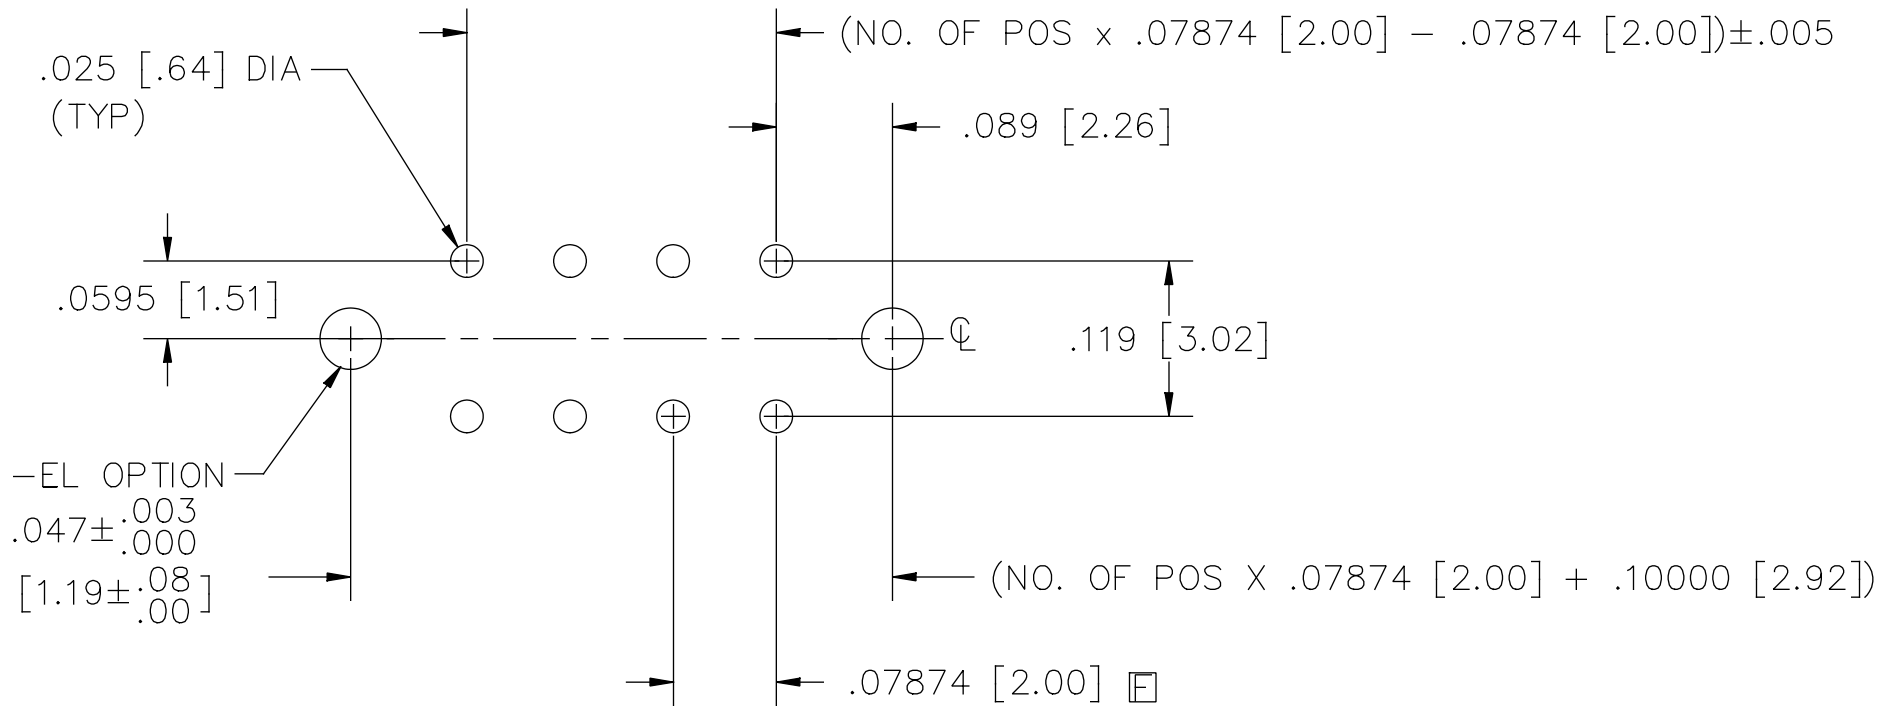 (NO. OF POS x .07874 [2.00] − .07874 [2.00])±.005
.025 [.64] DIA
(TYP)
.089 [2.26]
.0595 [1.51]
℄
.119 [3.02]
−EL OPTION
.047± .003 .000
[1.19± .08 .00]
(NO. OF POS X .07874 [2.00] + .10000 [2.92])
.07874 [2.00] F